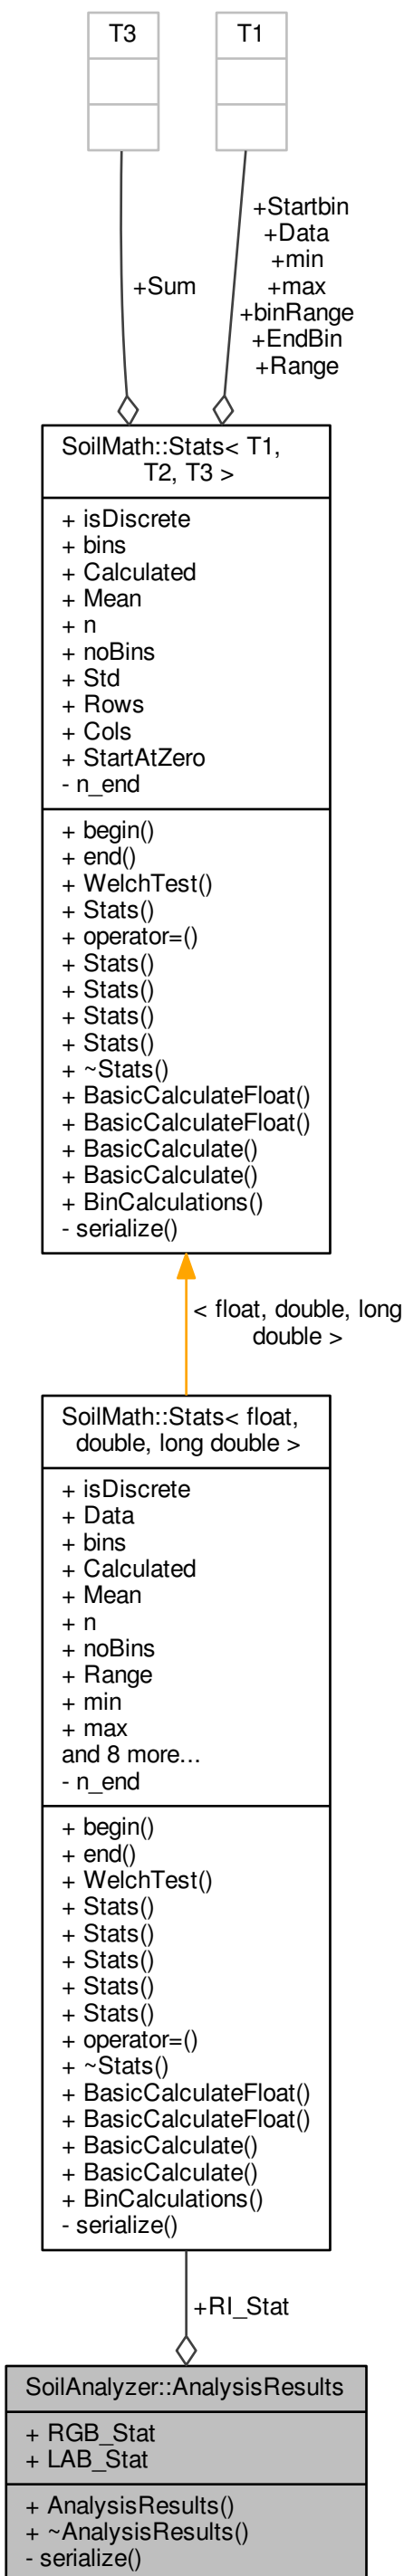 T3
T1
+Startbin
+Data
+min
+max
+binRange
+EndBin
+Range
+Sum
SoilMath::Stats< T1,
T2, T3 >
+ isDiscrete
+ bins
+ Calculated
+ Mean
+ n
+ noBins
+ Std
+ Rows
+ Cols
+ StartAtZero
- n_end
+ begin()
+ end()
+ WelchTest()
+ Stats()
+ operator=()
+ Stats()
+ Stats()
+ Stats()
+ Stats()
+ ~Stats()
+ BasicCalculateFloat()
+ BasicCalculateFloat()
+ BasicCalculate()
+ BasicCalculate()
+ BinCalculations()
- serialize()
< float, double, long
double >
SoilMath::Stats< float,
double, long double >
+ isDiscrete
+ Data
+ bins
+ Calculated
+ Mean
+ n
+ noBins
+ Range
+ min
+ max
and 8 more...
- n_end
+ begin()
+ end()
+ WelchTest()
+ Stats()
+ Stats()
+ Stats()
+ Stats()
+ Stats()
+ operator=()
+ ~Stats()
+ BasicCalculateFloat()
+ BasicCalculateFloat()
+ BasicCalculate()
+ BasicCalculate()
+ BinCalculations()
- serialize()
+RI_Stat
SoilAnalyzer::AnalysisResults
+ RGB_Stat
+ LAB_Stat
+ AnalysisResults()
+ ~AnalysisResults()
- serialize()